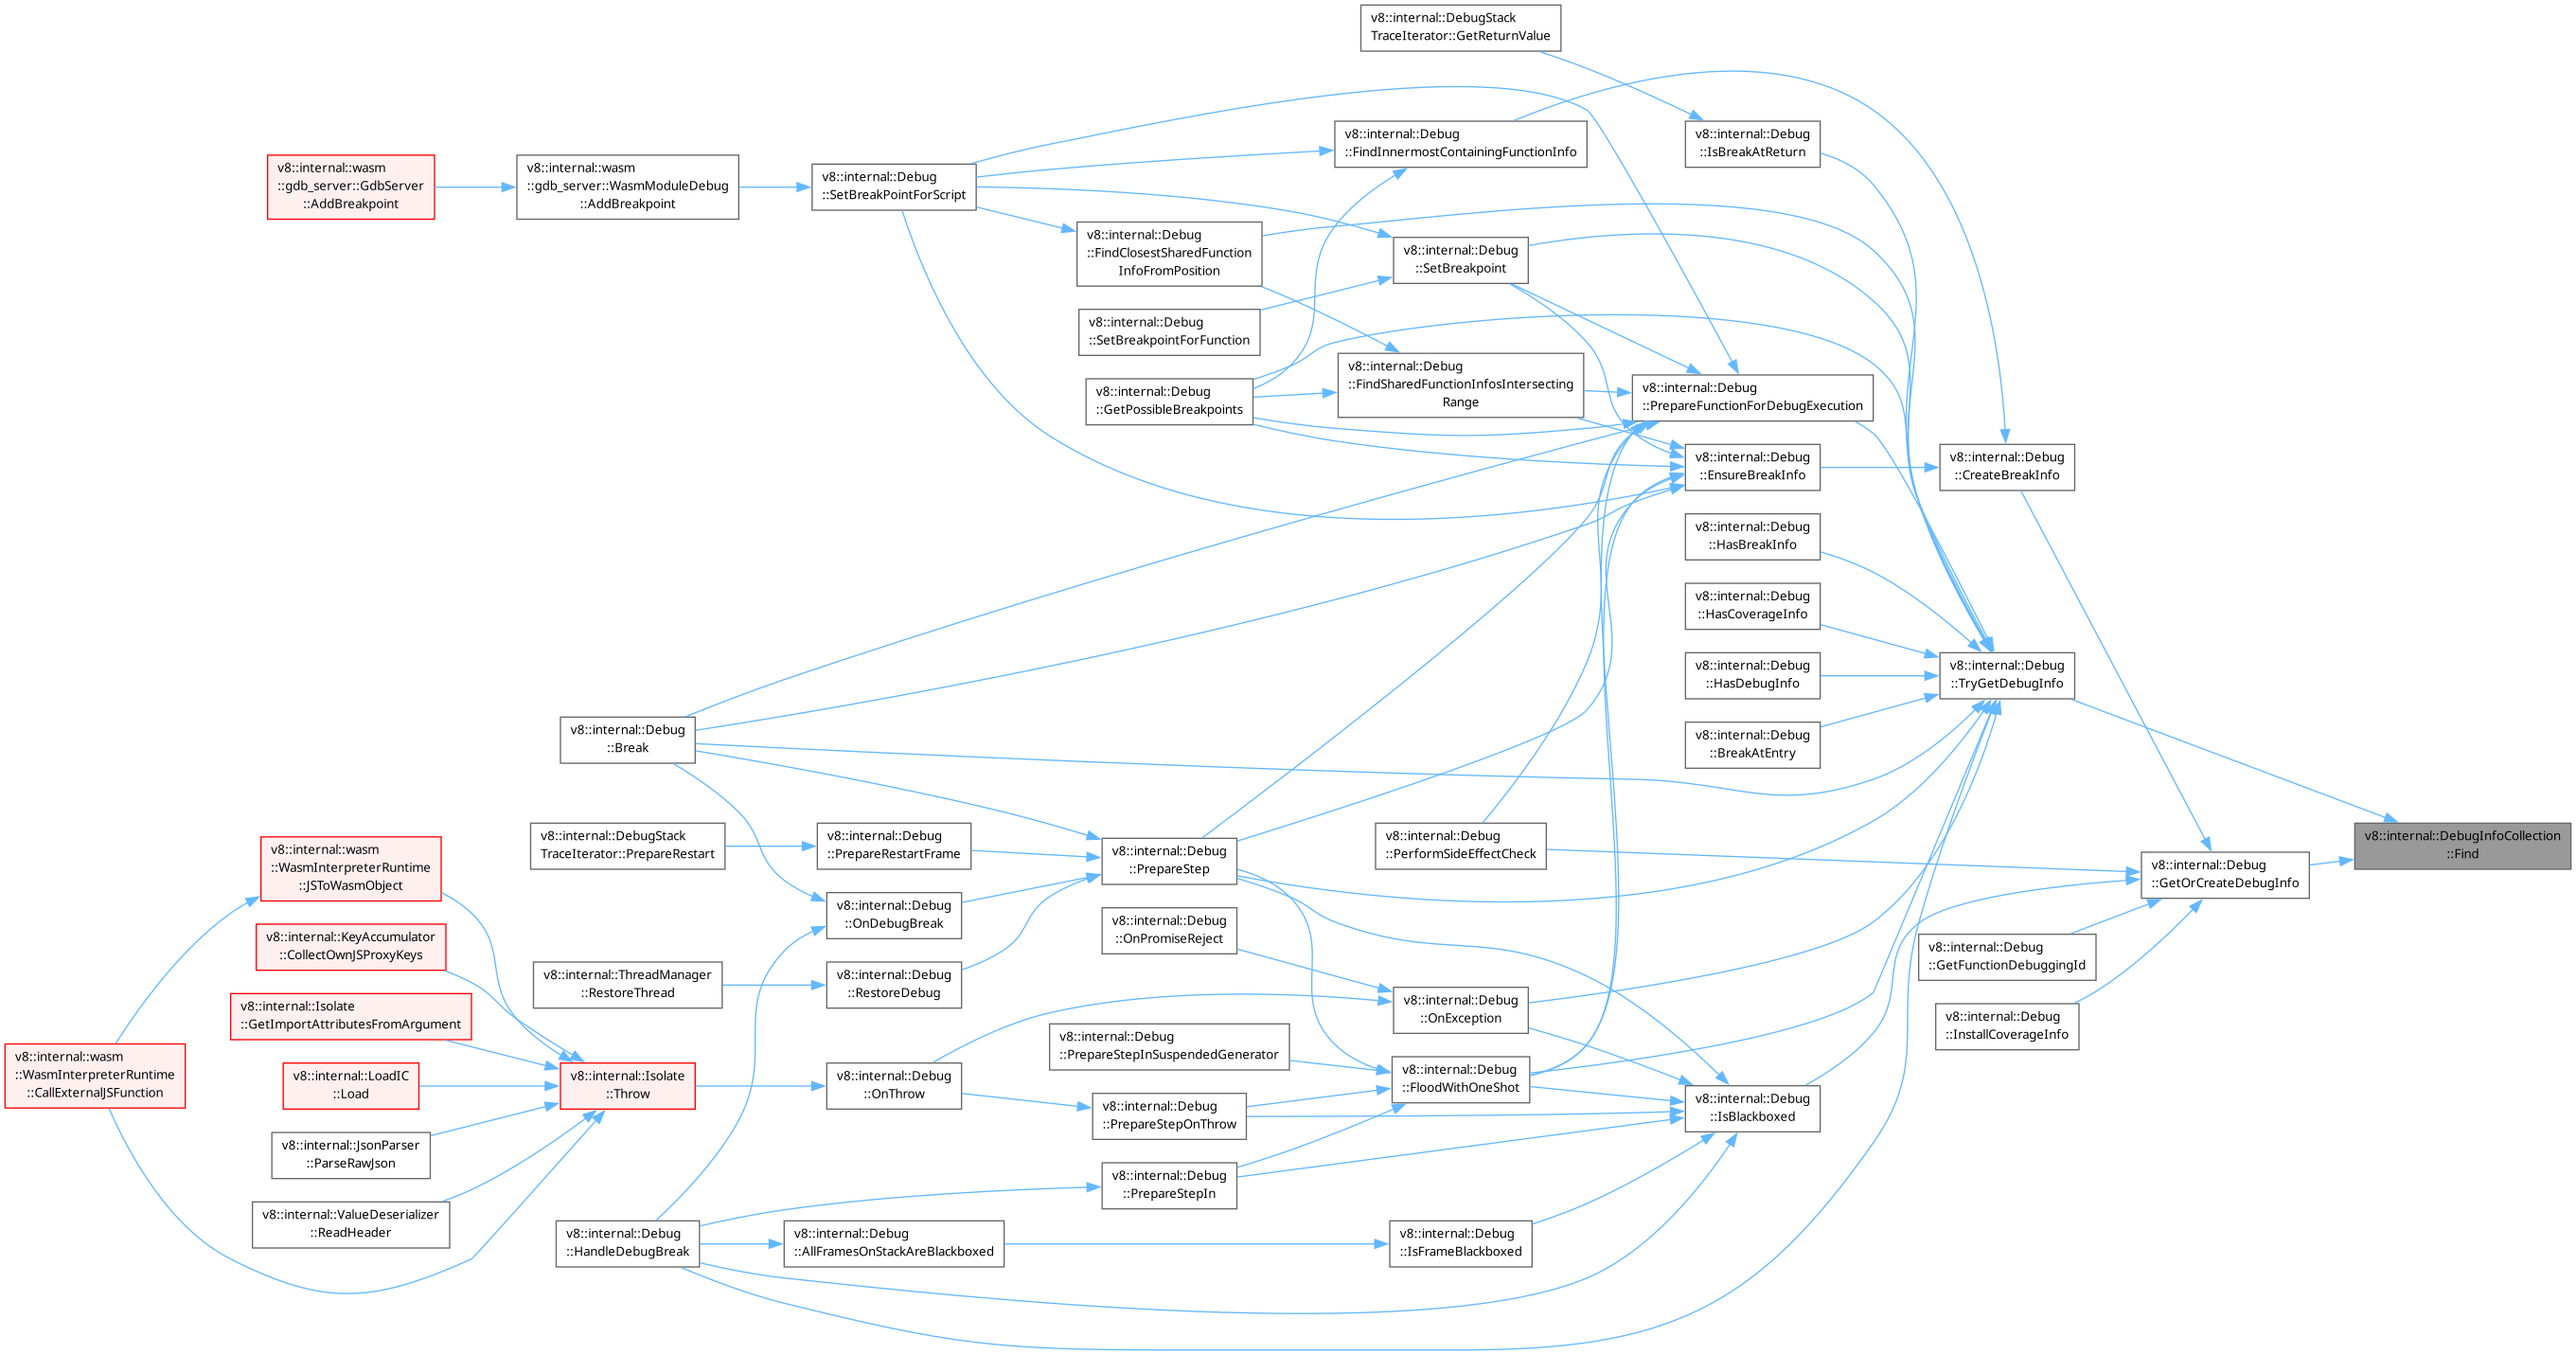 v8::internal::DebugStack
TraceIterator::GetReturnValue
v8::internal::Debug
::FindInnermostContainingFunctionInfo
v8::internal::Debug
::IsBreakAtReturn
v8::internal::wasm
::gdb_server::GdbServer
::AddBreakpoint
v8::internal::wasm
::gdb_server::WasmModuleDebug
::AddBreakpoint
v8::internal::Debug
::SetBreakPointForScript
v8::internal::Debug
::FindClosestSharedFunction
InfoFromPosition
v8::internal::Debug
::SetBreakpoint
v8::internal::Debug
::SetBreakpointForFunction
v8::internal::Debug
::FindSharedFunctionInfosIntersecting
Range
v8::internal::Debug
::GetPossibleBreakpoints
v8::internal::Debug
::PrepareFunctionForDebugExecution
v8::internal::Debug
::EnsureBreakInfo
v8::internal::Debug
::CreateBreakInfo
v8::internal::Debug
::HasBreakInfo
v8::internal::Debug
::HasCoverageInfo
v8::internal::Debug
::HasDebugInfo
v8::internal::Debug
::TryGetDebugInfo
v8::internal::Debug
::BreakAtEntry
v8::internal::Debug
::Break
v8::internal::DebugStack
TraceIterator::PrepareRestart
v8::internal::Debug
::PrepareRestartFrame
v8::internal::Debug
::PrepareStep
v8::internal::Debug
::PerformSideEffectCheck
v8::internal::DebugInfoCollection
::Find
v8::internal::Debug
::GetOrCreateDebugInfo
v8::internal::wasm
::WasmInterpreterRuntime
::JSToWasmObject
v8::internal::Debug
::OnDebugBreak
v8::internal::Debug
::OnPromiseReject
v8::internal::KeyAccumulator
::CollectOwnJSProxyKeys
v8::internal::Debug
::GetFunctionDebuggingId
v8::internal::ThreadManager
::RestoreThread
v8::internal::Debug
::RestoreDebug
v8::internal::Isolate
::GetImportAttributesFromArgument
v8::internal::Debug
::OnException
v8::internal::Debug
::InstallCoverageInfo
v8::internal::Debug
::PrepareStepInSuspendedGenerator
v8::internal::wasm
::WasmInterpreterRuntime
::CallExternalJSFunction
v8::internal::LoadIC
::Load
v8::internal::Isolate
::Throw
v8::internal::Debug
::OnThrow
v8::internal::Debug
::FloodWithOneShot
v8::internal::Debug
::PrepareStepOnThrow
v8::internal::Debug
::IsBlackboxed
v8::internal::JsonParser
::ParseRawJson
v8::internal::Debug
::PrepareStepIn
v8::internal::ValueDeserializer
::ReadHeader
v8::internal::Debug
::HandleDebugBreak
v8::internal::Debug
::AllFramesOnStackAreBlackboxed
v8::internal::Debug
::IsFrameBlackboxed